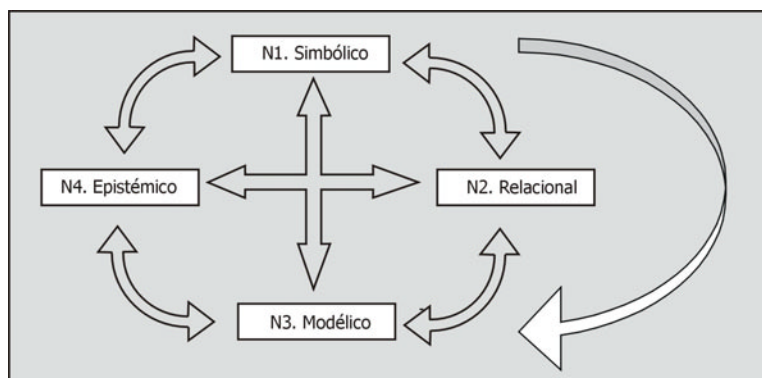 N1. Simbólico
N4. Epistémico
N2. Relacional
N3. Modélico